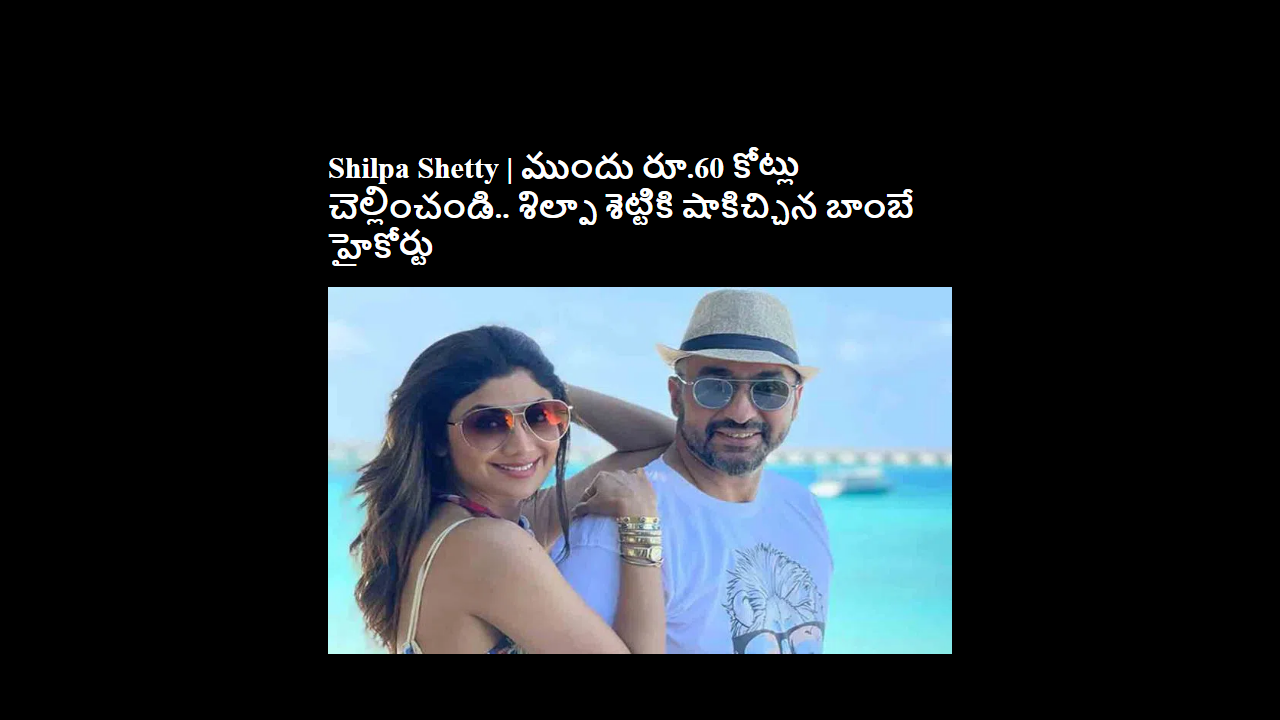 Shilpa Shetty | ముందు రూ.60 కోట్లు
చెల్లించండి.. శిల్పా శెట్టికి షాకిచ్చిన బాంబే
హైకోర్టు